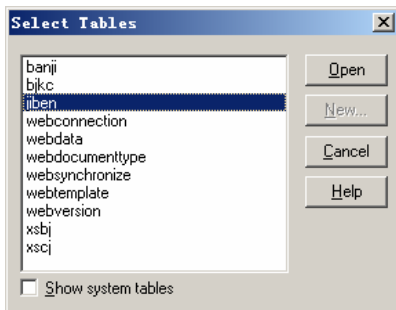 Select Tables
banji
bjkc
jiben
webconnection
webdata
webdocumenttype
websynchronize
webtemplate
webversion
xsbj
xscj
Open
New...
Cancel
Help
Show system tables